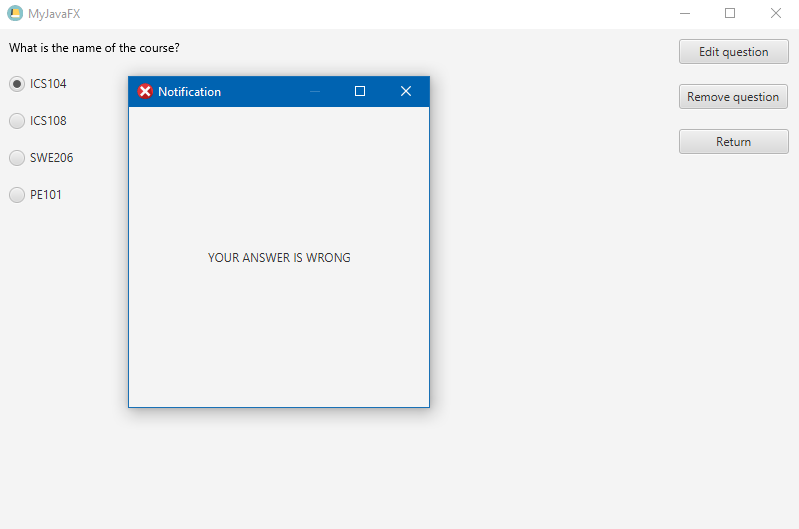 MyJavaFX
What is the name of the course?
ICS104
ICS108
SWE206
PE101
Edit question
Remove question
Return
Notification
YOUR ANSWER IS WRONG